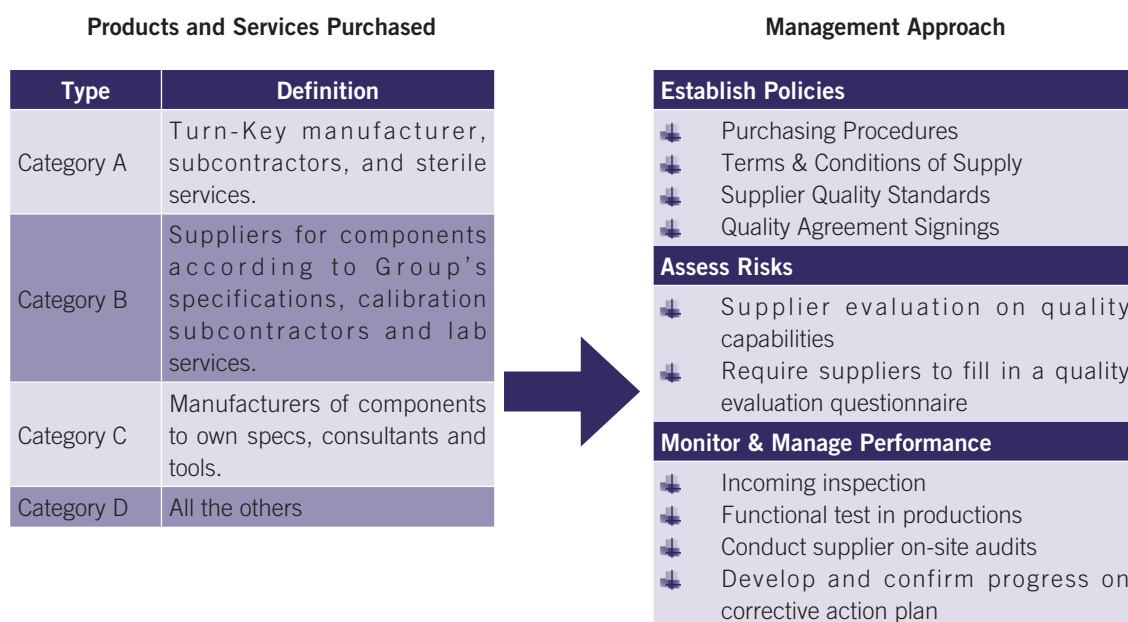 Products and Services Purchased
Type Definition
Category A
Turn-Key manufacturer,
subcontractors, and sterile
services.
Category B
Suppliers for components
according to Group's
specifications, calibration
subcontractors and lab
services.
Category C
Manufacturers of components
to own specs, consultants and
tools.
Category D All the others
Management Approach
Establish Policies
Purchasing Procedures
Terms & Conditions of Supply
Supplier Quality Standards
Quality Agreement Signings
Assess Risks
Supplier evaluation on quality
capabilities
Require suppliers to fill in a quality
evaluation questionnaire
Monitor & Manage Performance
Incoming inspection
Functional test in productions
Conduct supplier on-site audits
Develop and confirm progress on
corrective action plan